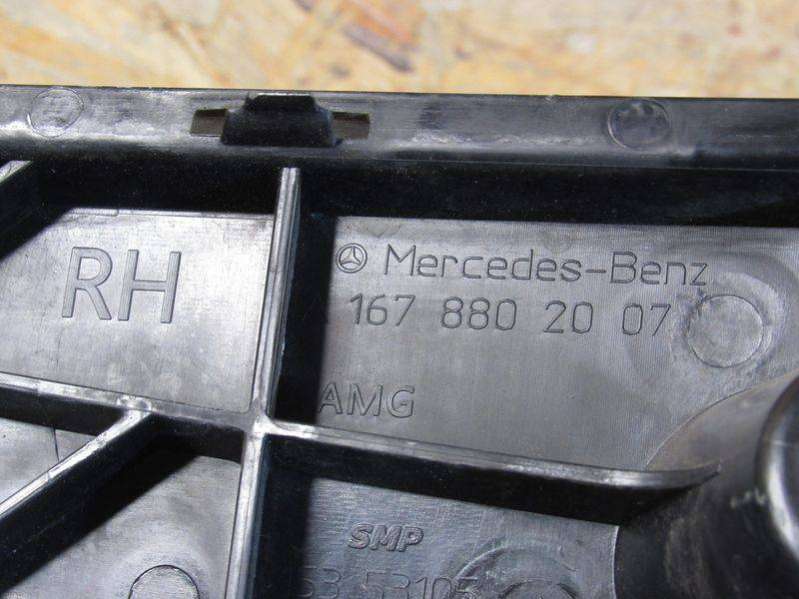 RH
Mercedes-Benz
167 880 20 07
AMG
SMP